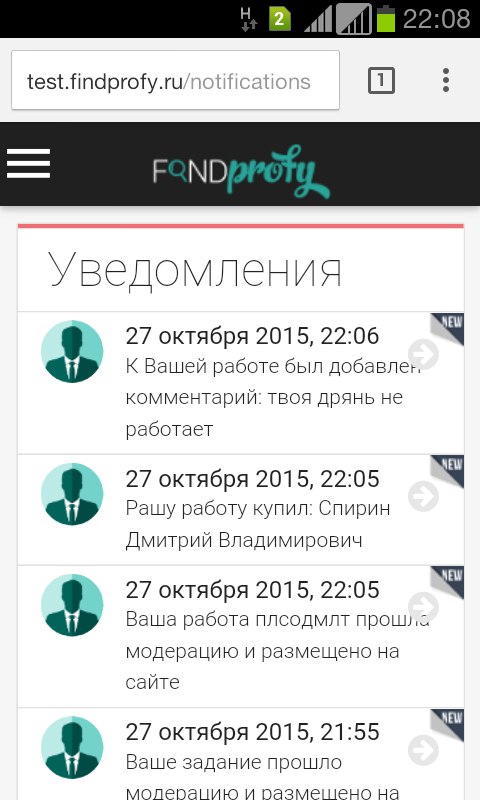 H 2 22:08
test.findprofy.ru/notifications 1
FINDprofy
Уведомления
27 октября 2015, 22:06
NEW
К Вашей работе был добавлен
комментарий: твоя дрянь не
работает
27 октября 2015, 22:05
NEW
Рашу работу купил: Спирин
Дмитрий Владимирович
27 октября 2015, 22:05
NEW
Ваша работа плсодмлт прошла
модерацию и размещено на
сайте
27 октября 2015, 21:55
NEW
Ваше задание прошло
модерацию и размещено на